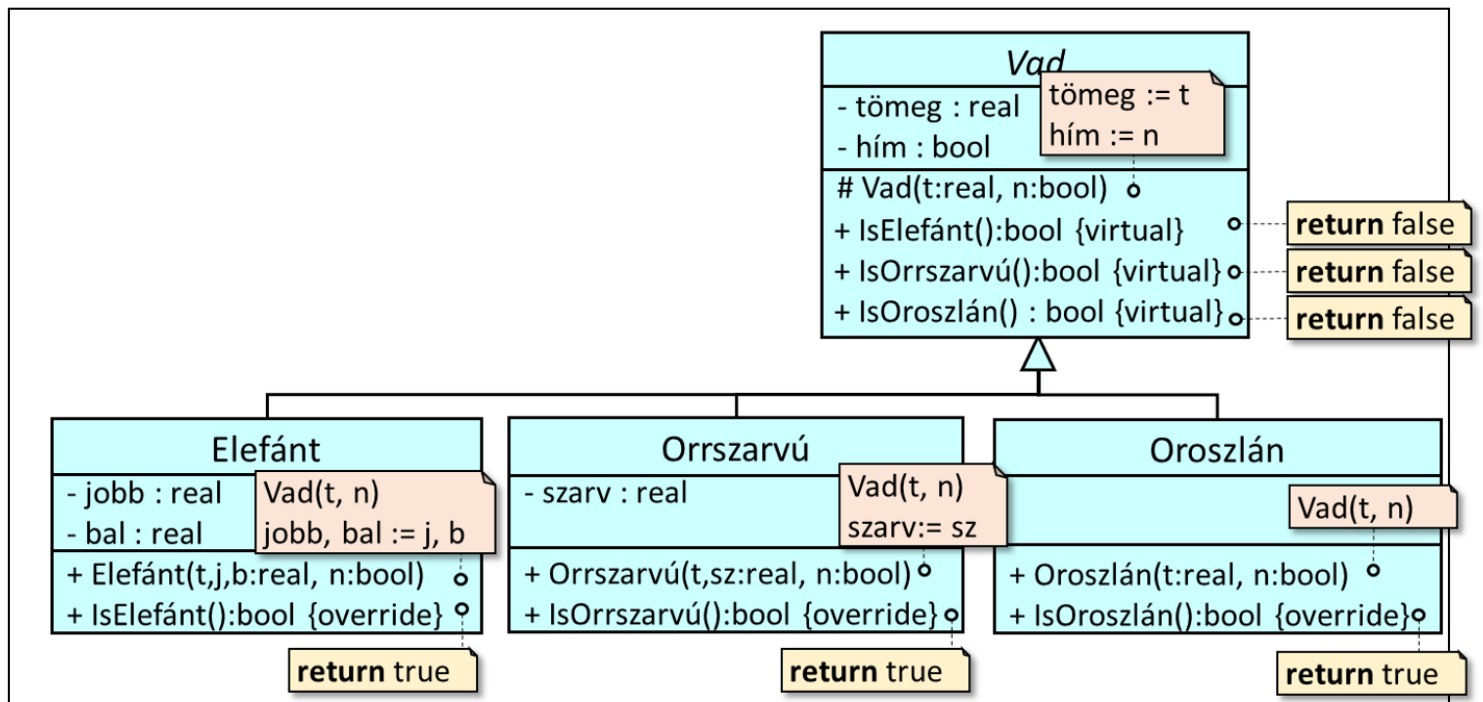 Vad
- tömeg : real
- hím : bool
tömeg := t
hím := n
# Vad(t:real, n:bool)
+ IsElefánt():bool {virtual}
return false
+ IsOrrszarvú():bool {virtual}
return false
+ IsOroszlán() : bool {virtual}
return false
Elefánt
- jobb : real
- bal : real
Vad(t, n)
jobb, bal := j, b
+ Elefánt(t,j,b:real, n:bool)
+ IsElefánt():bool {override}
return true
Orrszarvú
- szarv : real
Vad(t, n)
szarv:= sz
+ Orrszarvú(t,sz:real, n:bool)
+ IsOrrszarvú():bool {override}
return true
Oroszlán
Vad(t, n)
+ Oroszlán(t:real, n:bool)
+ IsOroszlán():bool {override}
return true